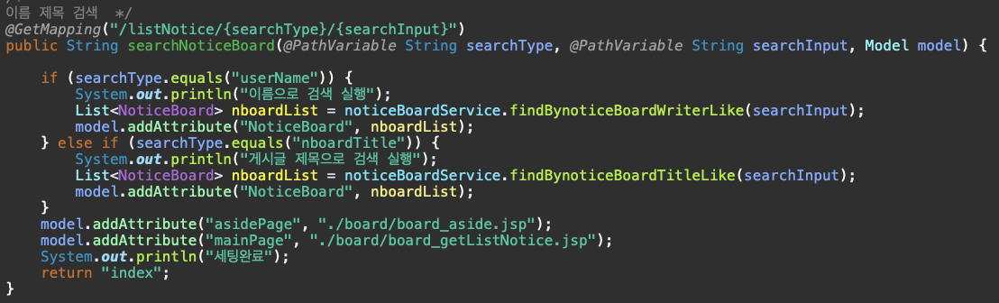 이름 제목 검색  */
@GetMapping("/listNotice/{searchType}/{searchInput}")
public String searchNoticeBoard(@PathVariable String searchType, @PathVariable String searchInput, Model model) {
    if (searchType.equals("userName")) {
        System.out.println("이름으로 검색 실행");
        List<NoticeBoard> nboardList = noticeBoardService.findBynoticeBoardWriterLike(searchInput);
        model.addAttribute("NoticeBoard", nboardList);
    } else if (searchType.equals("nboardTitle")) {
        System.out.println("게시글 제목으로 검색 실행");
        List<NoticeBoard> nboardList = noticeBoardService.findBynoticeBoardTitleLike(searchInput);
        model.addAttribute("NoticeBoard", nboardList);
    }
    model.addAttribute("asidePage", "./board/board_aside.jsp");
    model.addAttribute("mainPage", "./board/board_getListNotice.jsp");
    System.out.println("세팅완료");
    return "index";
}